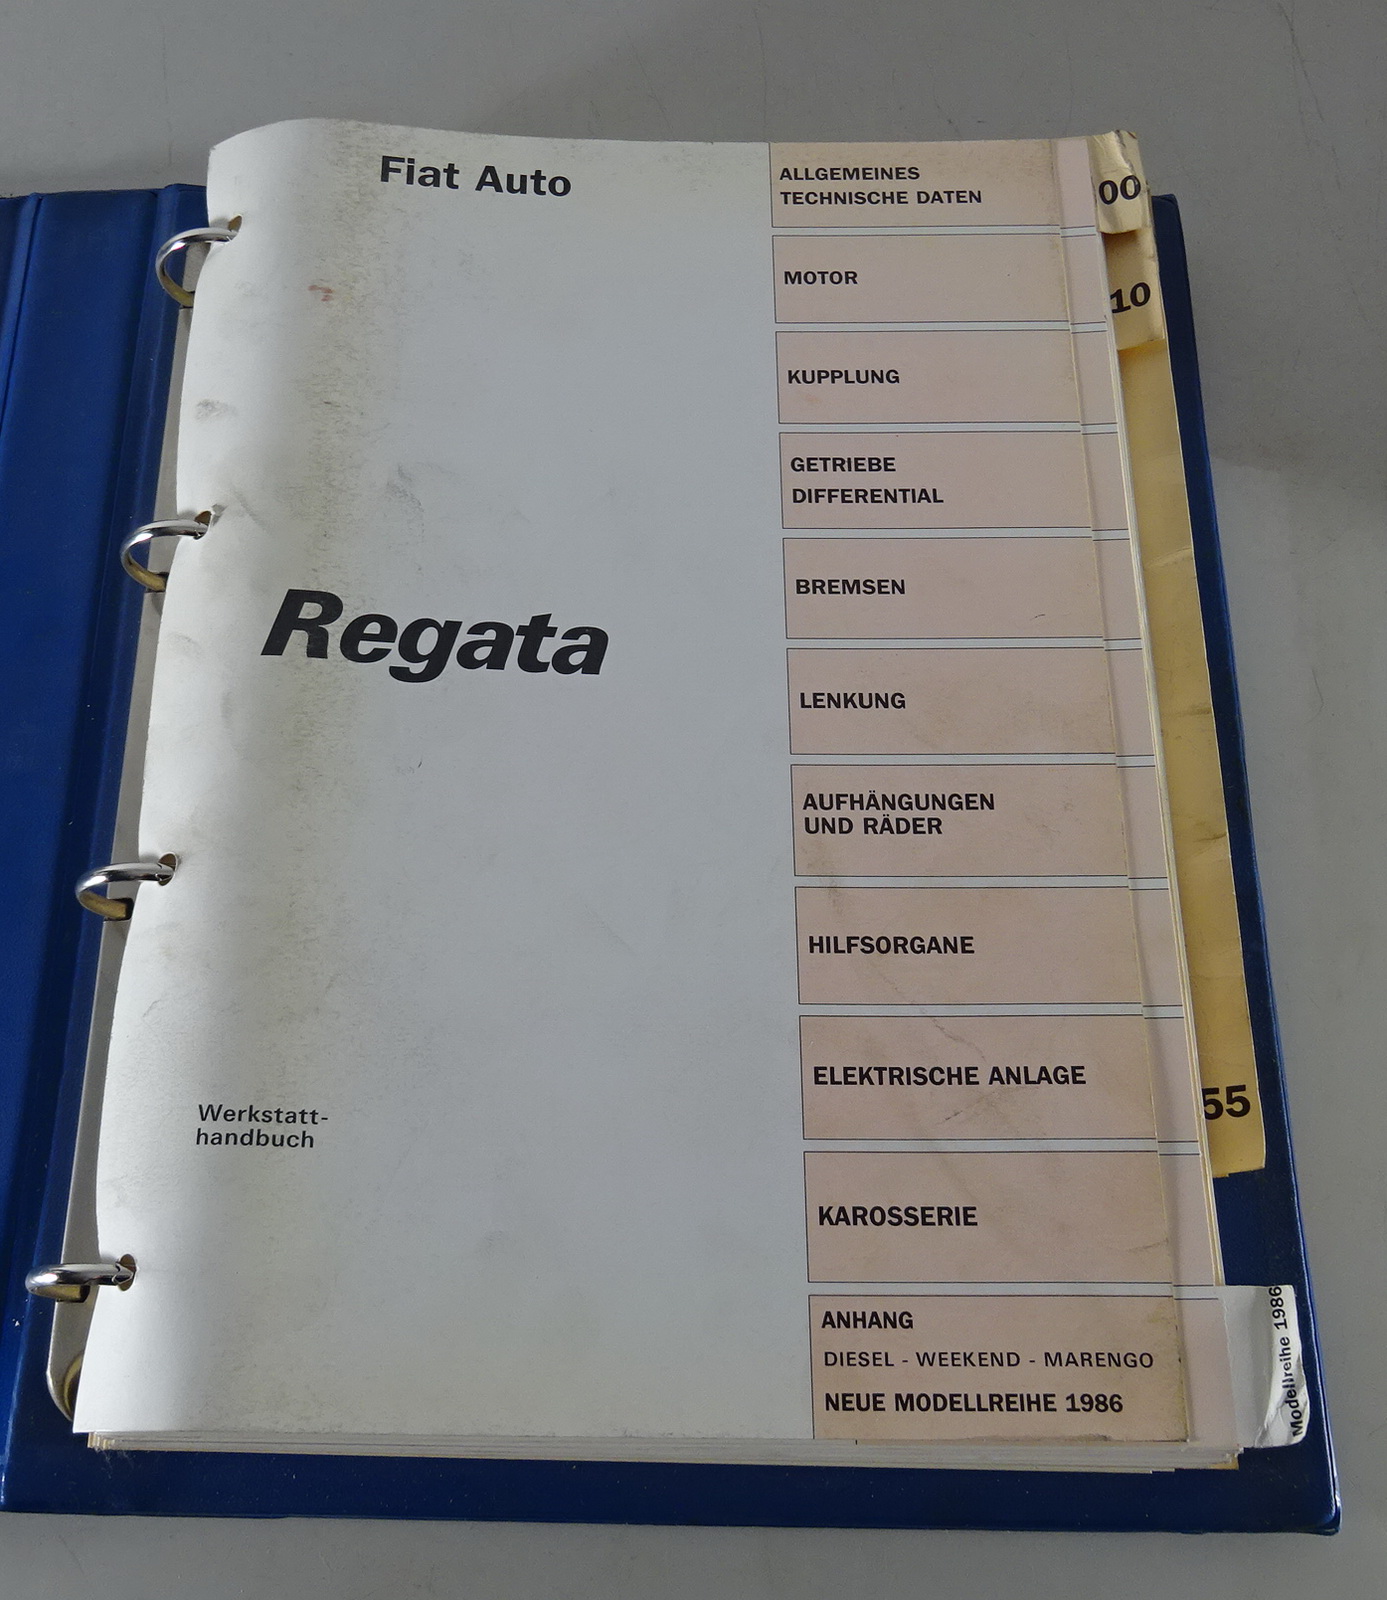 Fiat Auto
Regata
Werkstatt-
handbuch
ALLGEMEINES
TECHNISCHE DATEN
MOTOR
KUPPLUNG
GETRIEBE
DIFFERENTIAL
BREMSEN
LENKUNG
AUFHÄNGUNGEN
UND RÄDER
HILFSORGANE
ELEKTRISCHE ANLAGE
KAROSSERIE
ANHANG
DIESEL - WEEKEND - MARENGO
NEUE MODELLREIHE 1986
00
10
55
Modellreihe 1986